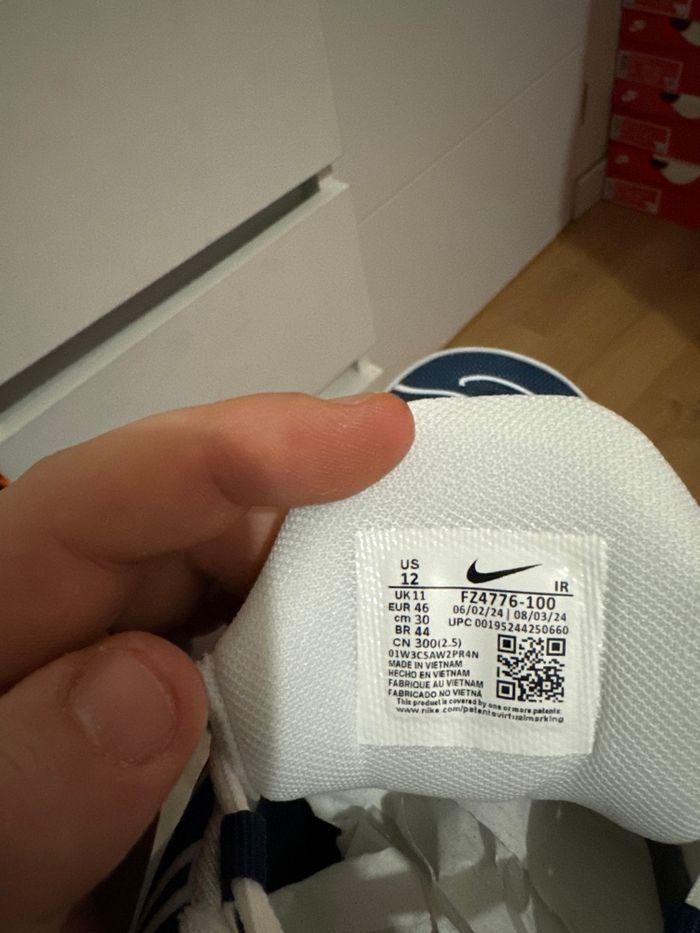 US
12
IR
UK 11
EUR 46
cm 30
BR 44
CN 300(2.5)
FZ4776-100
06/02/24 | 08/03/24
UPC 00195244250660
01W3CSAW2PR4N
MADE IN VIETNAM
HECHO EN VIETNAM
FABRIQUE AU VIETNAM
FABRICADO NO VIETNÃ
This product is covered by one or more patents:
www.nike.com/patentsvirtualmarking